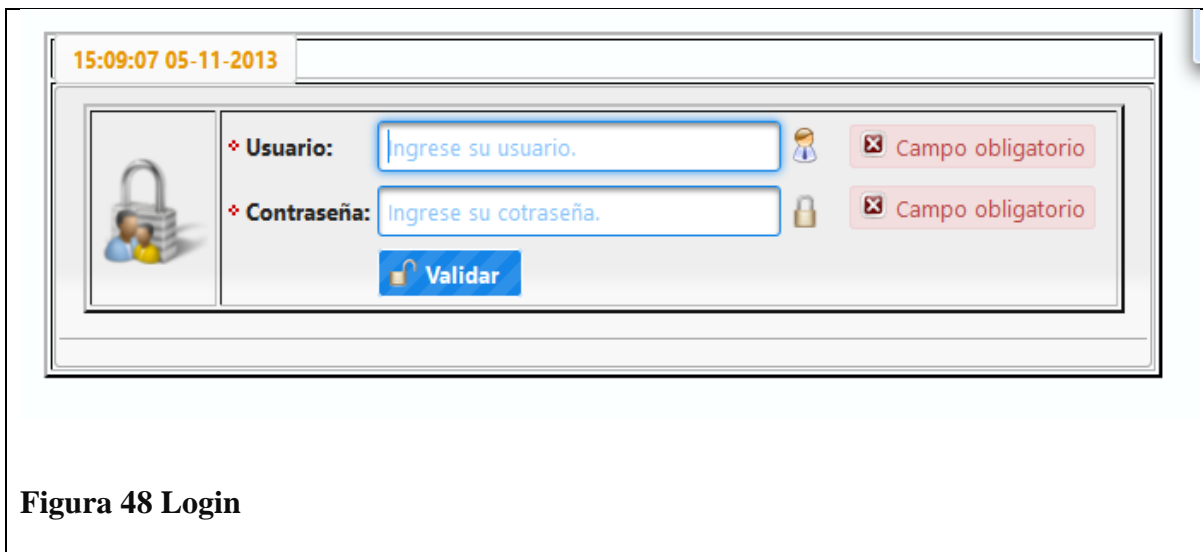 15:09:07 05-11-2013
* Usuario: Ingrese su usuario. Campo obligatorio
* Contraseña: Ingrese su cotraseña. Campo obligatorio
Validar
Figura 48 Login